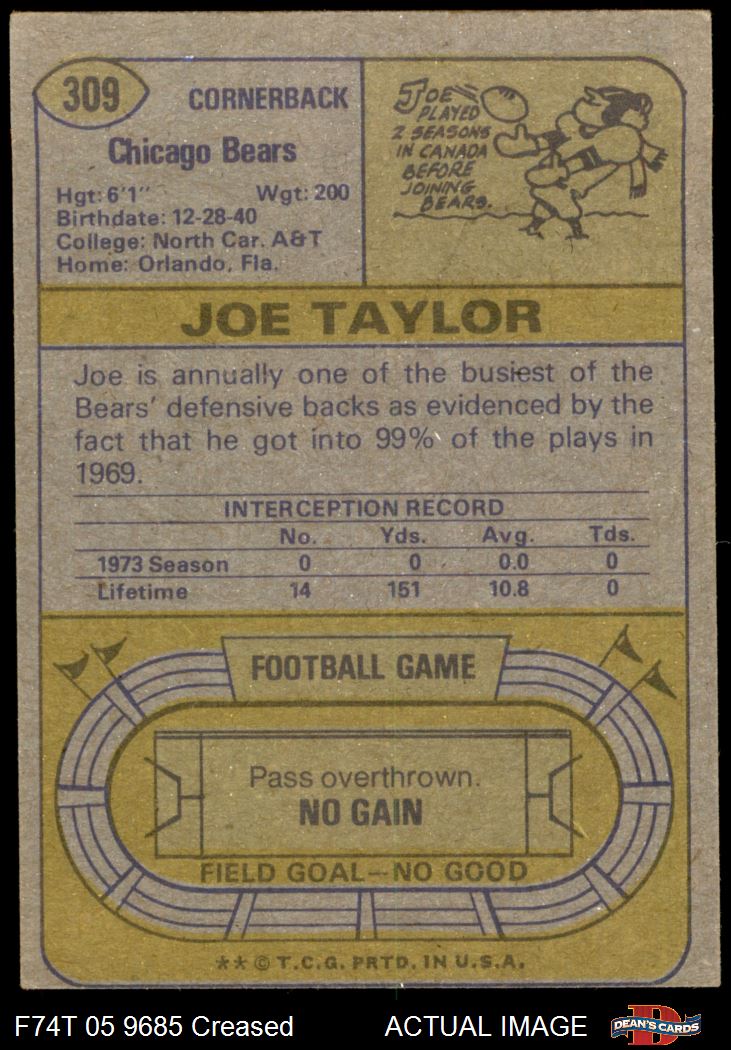 309
CORNERBACK
Chicago Bears
Hgt: 6'1" Wgt: 200
Birthdate: 12-28-40
College: North Car. A&T
Home: Orlando, Fla.
JOE
PLAYED
2 SEASONS
IN CANADA
BEFORE
JOINING
BEARS.
JOE TAYLOR
Joe is annually one of the busiest of the
Bears' defensive backs as evidenced by the
fact that he got into 99% of the plays in
1969.
INTERCEPTION RECORD
No. Yds. Avg. Tds.
1973 Season 0 0 0.0 0
Lifetime 14 151 10.8 0
FOOTBALL GAME
Pass overthrown.
NO GAIN
FIELD GOAL—NO GOOD
** © T.C.G. PRTD. IN U.S.A.
F74T 05 9685 Creased ACTUAL IMAGE
DEAN'S CARDS